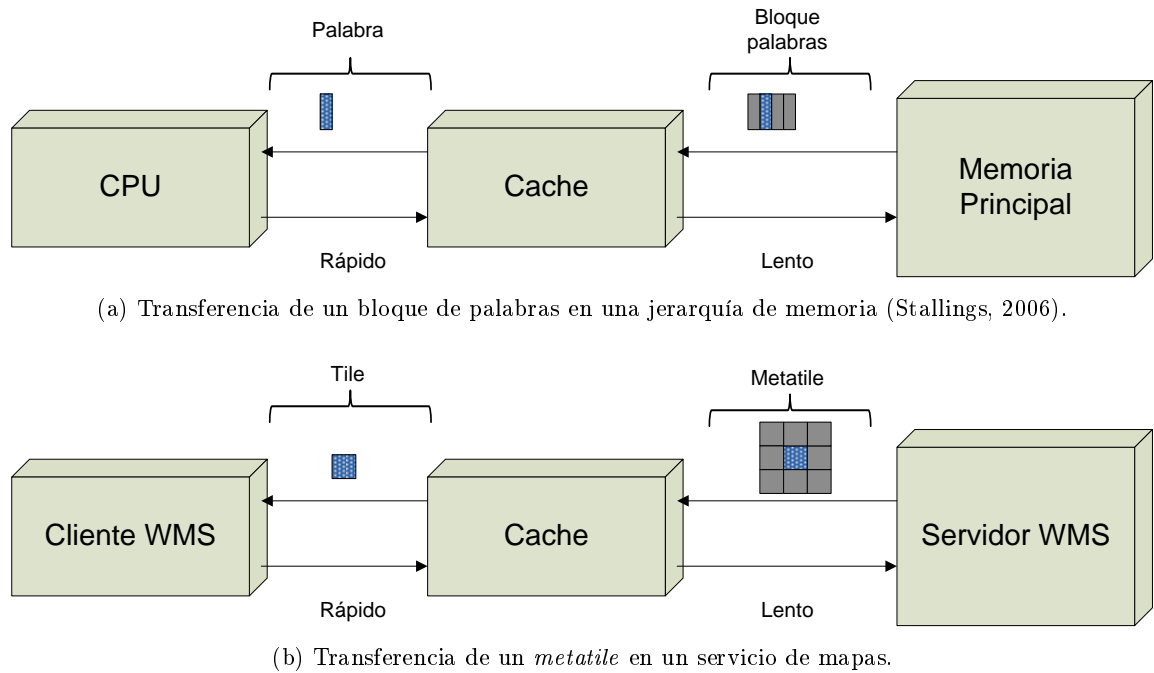 Palabra
Bloque
palabras
CPU
Cache
Memoria
Principal
Rápido
Lento
(a) Transferencia de un bloque de palabras en una jerarquía de memoria (Stallings, 2006).
Tile
Metatile
Cliente WMS
Cache
Servidor WMS
Rápido
Lento
(b) Transferencia de un metatile en un servicio de mapas.